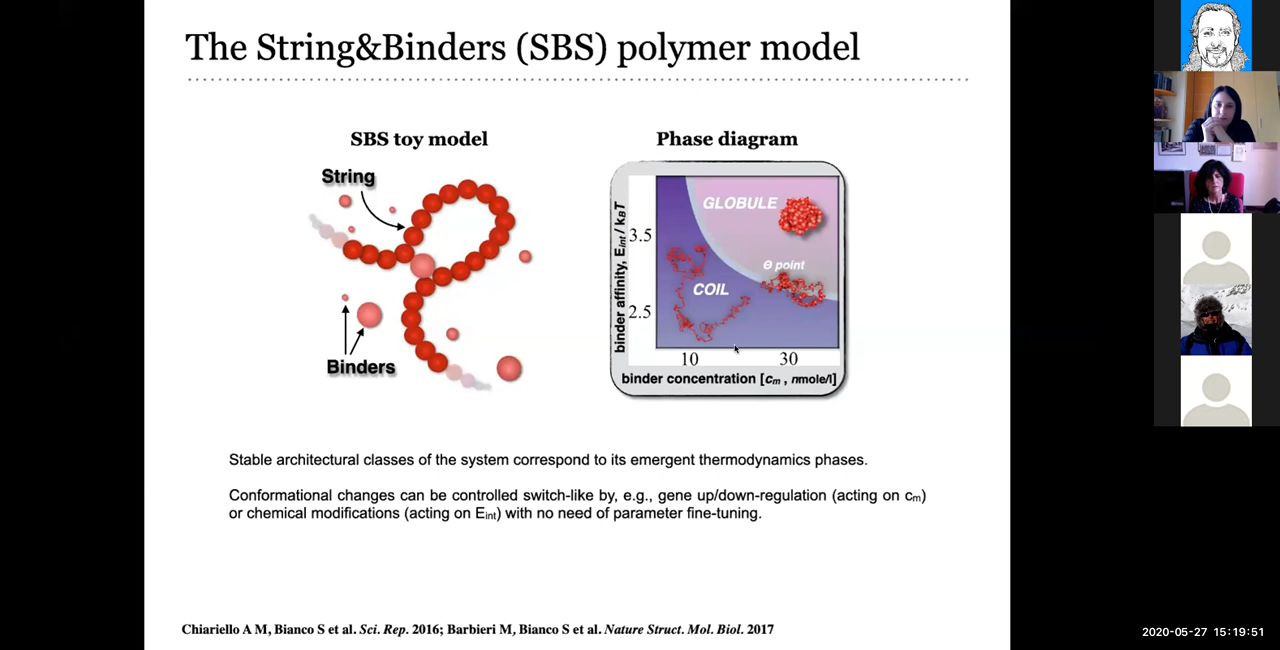 The String&Binders (SBS) polymer model
SBS toy model
Phase diagram
String
Binders
GLOBULE
Θ point
COIL
3.5
2.5
10 30
binder affinity, Eint / kBT
binder concentration [cm , nmole/l]
Stable architectural classes of the system correspond to its emergent thermodynamics phases.
Conformational changes can be controlled switch-like by, e.g., gene up/down-regulation (acting on cm)
or chemical modifications (acting on Eint) with no need of parameter fine-tuning.
Chiariello A M, Bianco S et al. Sci. Rep. 2016; Barbieri M, Bianco S et al. Nature Struct. Mol. Biol. 2017
2020-05-27 15:19:51